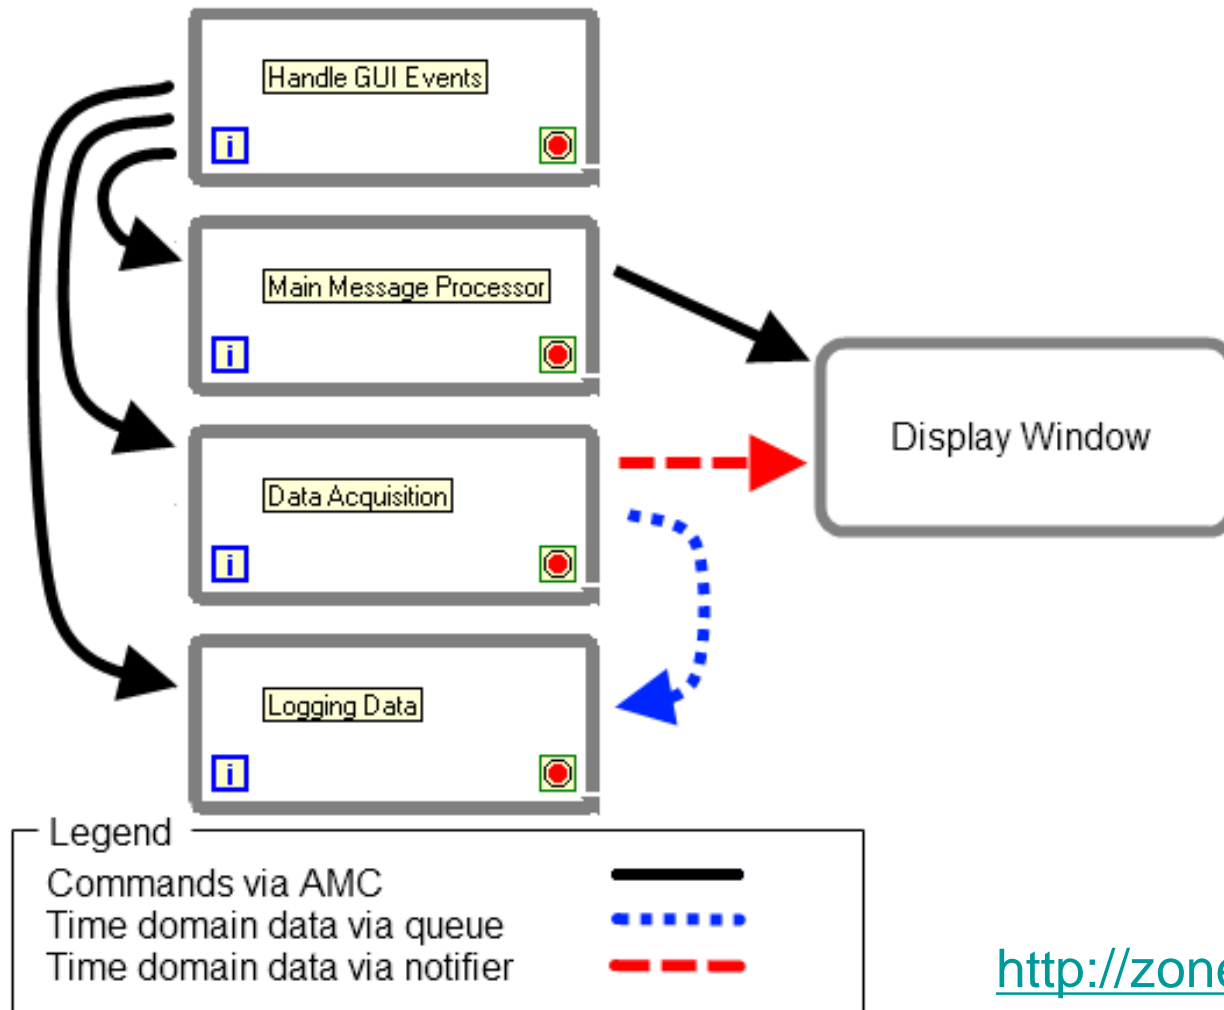 Handle GUI Events
i
Main Message Processor
i
Display Window
Data Acquisition
i
Logging Data
i
Legend
Commands via AMC
Time domain data via queue
Time domain data via notifier
http://zone